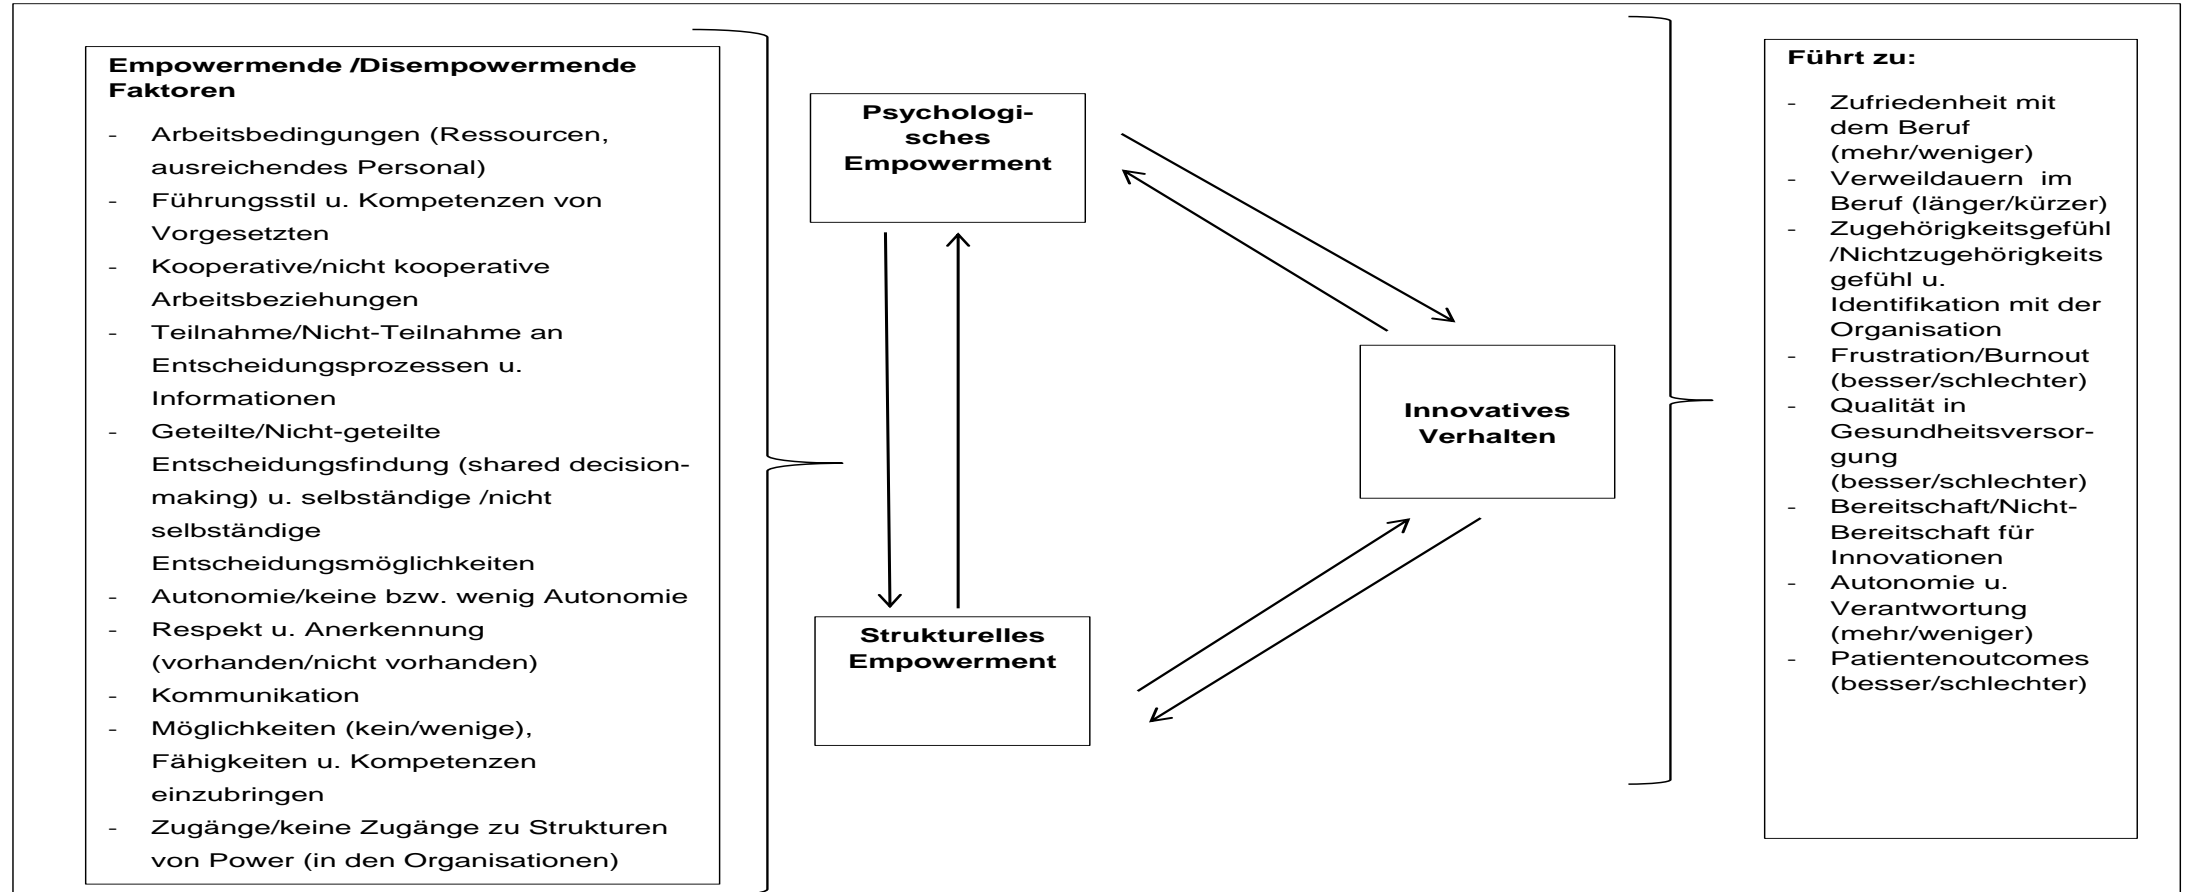 Empowermende /Disempowermende
Faktoren
- Arbeitsbedingungen (Ressourcen,
ausreichendes Personal)
- Führungsstil u. Kompetenzen von
Vorgesetzten
- Kooperative/nicht kooperative
Arbeitsbeziehungen
- Teilnahme/Nicht-Teilnahme an
Entscheidungsprozessen u.
Informationen
- Geteilte/Nicht-geteilte
Entscheidungsfindung (shared decision-
making) u. selbständige /nicht
selbständige
Entscheidungsmöglichkeiten
- Autonomie/keine bzw. wenig Autonomie
- Respekt u. Anerkennung
(vorhanden/nicht vorhanden)
- Kommunikation
- Möglichkeiten (kein/wenige),
Fähigkeiten u. Kompetenzen
einzubringen
- Zugänge/keine Zugänge zu Strukturen
von Power (in den Organisationen)
Psychologi-
sches
Empowerment
Strukturelles
Empowerment
Innovatives
Verhalten
Führt zu:
- Zufriedenheit mit
dem Beruf
(mehr/weniger)
- Verweildauern im
Beruf (länger/kürzer)
- Zugehörigkeitsgefühl
/Nichtzugehörigkeits
gefühl u.
Identifikation mit der
Organisation
- Frustration/Burnout
(besser/schlechter)
- Qualität in
Gesundheitsversor-
gung
(besser/schlechter)
- Bereitschaft/Nicht-
Bereitschaft für
Innovationen
- Autonomie u.
Verantwortung
(mehr/weniger)
- Patientenoutcomes
(besser/schlechter)